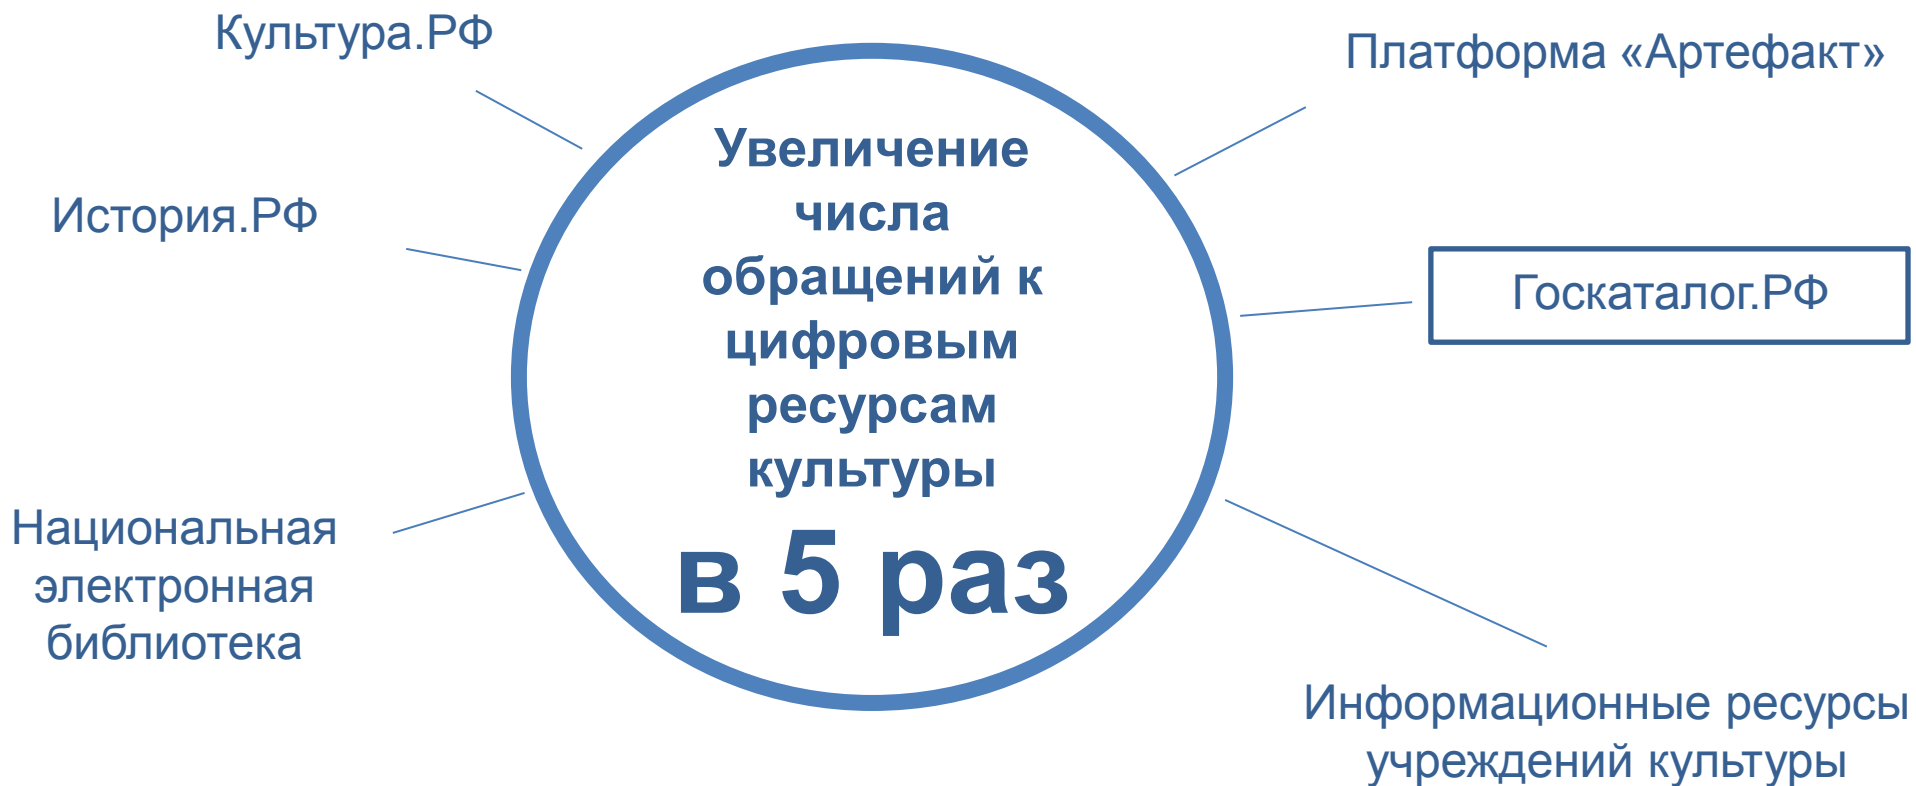 Культура.РФ
Платформа «Артефакт»
Увеличение
числа
обращений к
цифровым
ресурсам
культуры
в 5 раз
История.РФ
Госкаталог.РФ
Национальная
электронная
библиотека
Информационные ресурсы
учреждений культуры